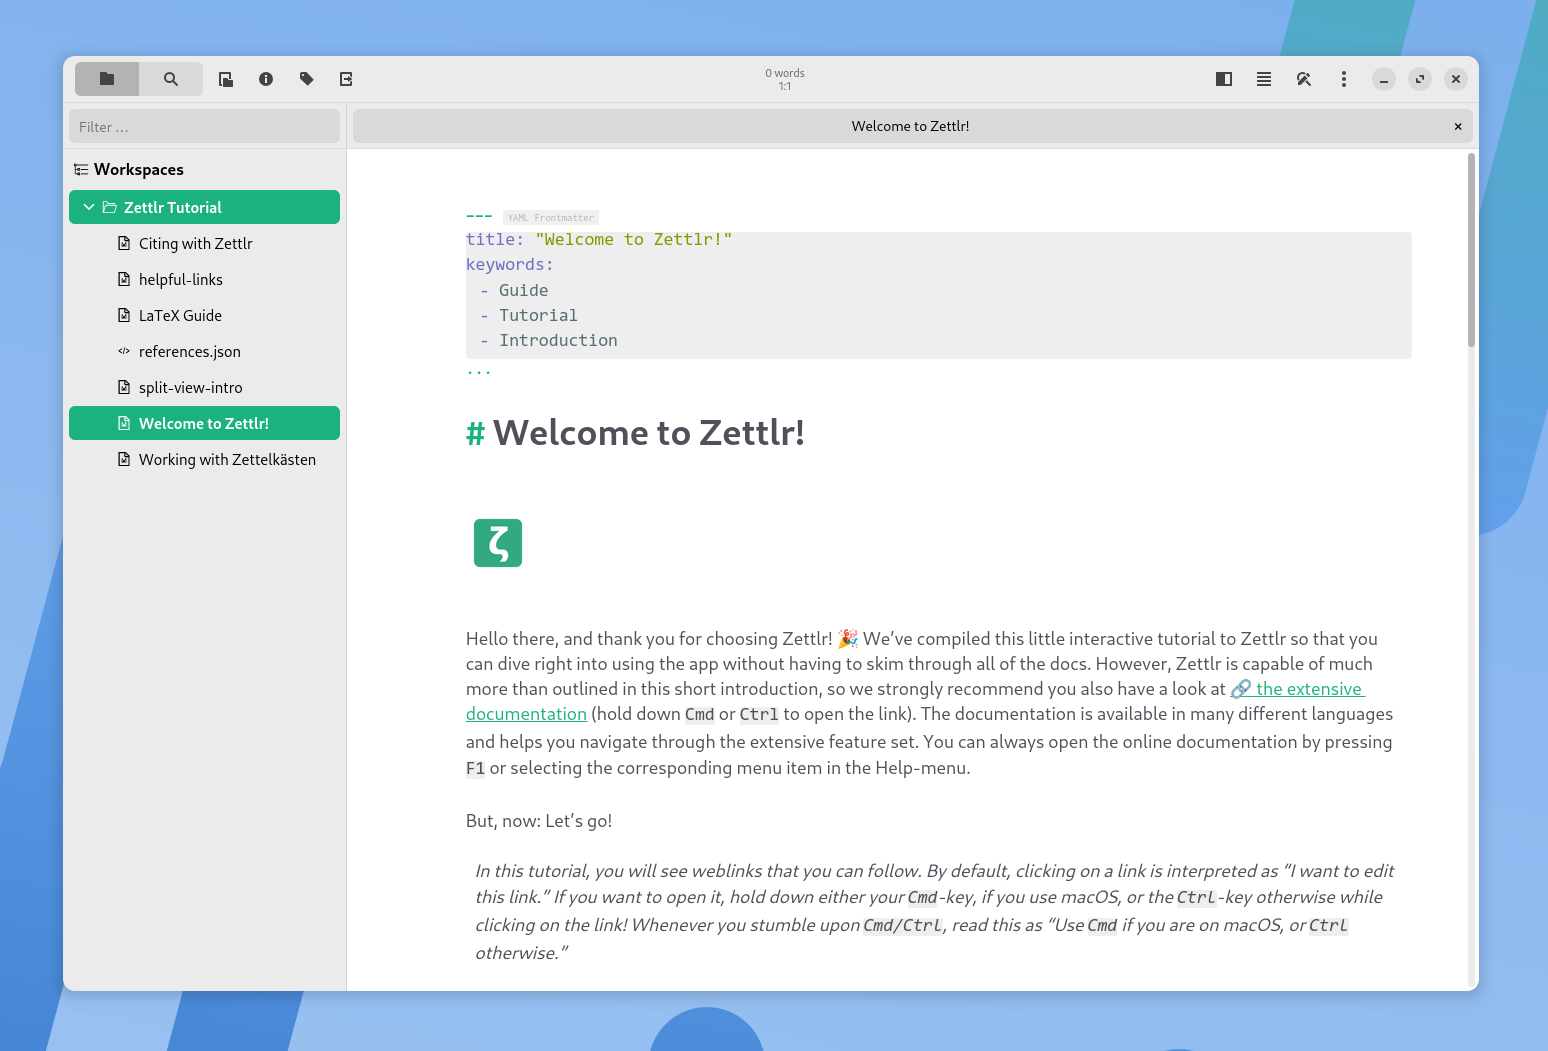 0 words
1:1
Filter …
Welcome to Zettlr!
×
Workspaces
Zettlr Tutorial
Citing with Zettlr
helpful-links
LaTeX Guide
</> references.json
split-view-intro
Welcome to Zettlr!
Working with Zettelkästen
--- YAML Frontmatter
title: "Welcome to Zettlr!"
keywords:
- Guide
- Tutorial
- Introduction
...
# Welcome to Zettlr!
ζ
Hello there, and thank you for choosing Zettlr! 🎉 We’ve compiled this little interactive tutorial to Zettlr so that you
can dive right into using the app without having to skim through all of the docs. However, Zettlr is capable of much
more than outlined in this short introduction, so we strongly recommend you also have a look at 🔗 the extensive
documentation (hold down Cmd or Ctrl to open the link). The documentation is available in many different languages
and helps you navigate through the extensive feature set. You can always open the online documentation by pressing
F1 or selecting the corresponding menu item in the Help-menu.
But, now: Let’s go!
In this tutorial, you will see weblinks that you can follow. By default, clicking on a link is interpreted as “I want to edit
this link.” If you want to open it, hold down either your Cmd-key, if you use macOS, or the Ctrl-key otherwise while
clicking on the link! Whenever you stumble upon Cmd/Ctrl, read this as “Use Cmd if you are on macOS, or Ctrl
otherwise.”